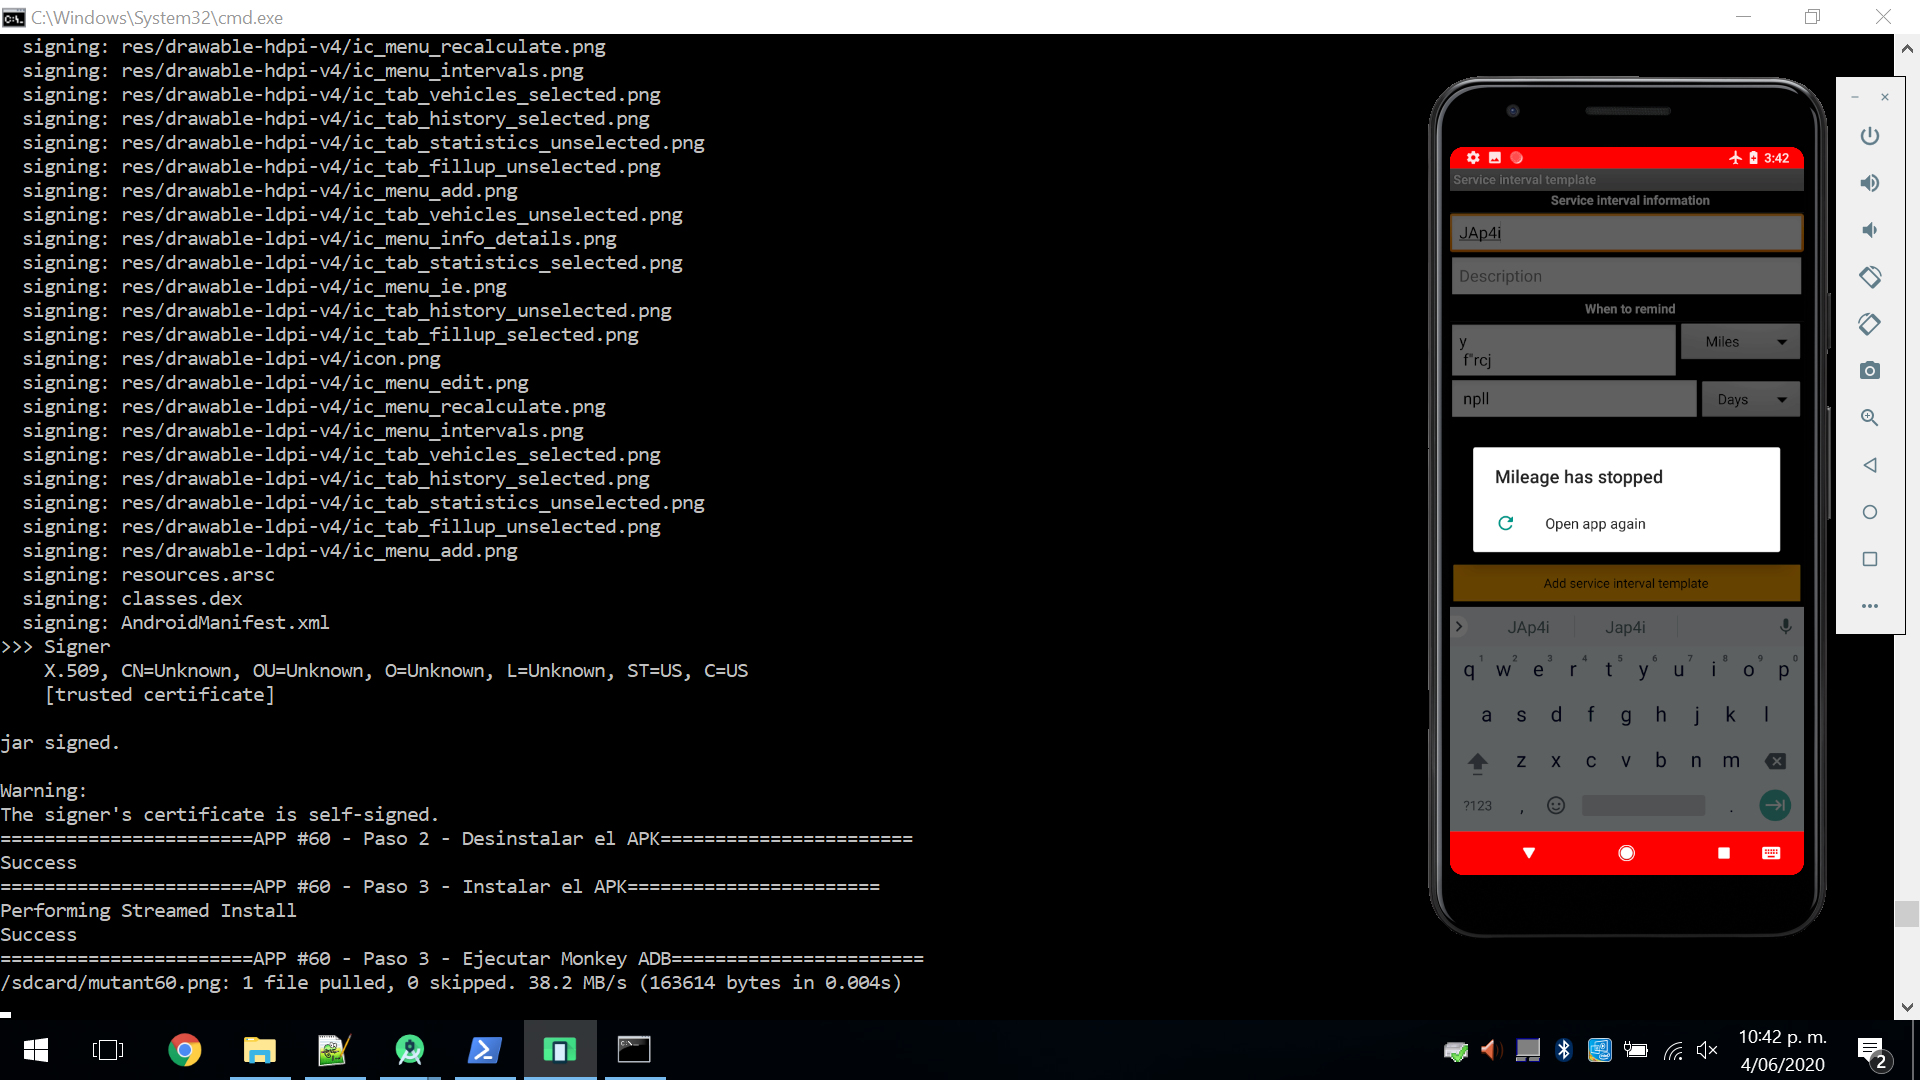 C:\Windows\System32\cmd.exe
signing: res/drawable-hdpi-v4/ic_menu_recalculate.png
signing: res/drawable-hdpi-v4/ic_menu_intervals.png
signing: res/drawable-hdpi-v4/ic_tab_vehicles_selected.png
signing: res/drawable-hdpi-v4/ic_tab_history_selected.png
signing: res/drawable-hdpi-v4/ic_tab_statistics_unselected.png
signing: res/drawable-hdpi-v4/ic_tab_fillup_unselected.png
signing: res/drawable-hdpi-v4/ic_menu_add.png
signing: res/drawable-ldpi-v4/ic_tab_vehicles_unselected.png
signing: res/drawable-ldpi-v4/ic_menu_info_details.png
signing: res/drawable-ldpi-v4/ic_tab_statistics_selected.png
signing: res/drawable-ldpi-v4/ic_menu_ie.png
signing: res/drawable-ldpi-v4/ic_tab_history_unselected.png
signing: res/drawable-ldpi-v4/ic_tab_fillup_selected.png
signing: res/drawable-ldpi-v4/icon.png
signing: res/drawable-ldpi-v4/ic_menu_edit.png
signing: res/drawable-ldpi-v4/ic_menu_recalculate.png
signing: res/drawable-ldpi-v4/ic_menu_intervals.png
signing: res/drawable-ldpi-v4/ic_tab_vehicles_selected.png
signing: res/drawable-ldpi-v4/ic_tab_history_selected.png
signing: res/drawable-ldpi-v4/ic_tab_statistics_unselected.png
signing: res/drawable-ldpi-v4/ic_tab_fillup_unselected.png
signing: res/drawable-ldpi-v4/ic_menu_add.png
signing: resources.arsc
signing: classes.dex
signing: AndroidManifest.xml
>>> Signer
X.509, CN=Unknown, OU=Unknown, O=Unknown, L=Unknown, ST=US, C=US
[trusted certificate]
jar signed.
Warning:
The signer's certificate is self-signed.
=======================APP #60 - Paso 2 - Desinstalar el APK=======================
Success
=======================APP #60 - Paso 3 - Instalar el APK=======================
Performing Streamed Install
Success
=======================APP #60 - Paso 3 - Ejecutar Monkey ADB=======================
/sdcard/mutant60.png: 1 file pulled, 0 skipped. 38.2 MB/s (163614 bytes in 0.004s)
3:42
Service interval template
Service interval information
JAp4i
Description
When to remind
y
f"rcj
Miles
npll
Days
Mileage has stopped
Open app again
Add service interval template
JAp4i Jap4i
1 2 3 4 5 6 7 8 9 0
q w e r t y u i o p
a s d f g h j k l
z x c v b n m
?123 , .
10:42 p. m.
4/06/2020
2